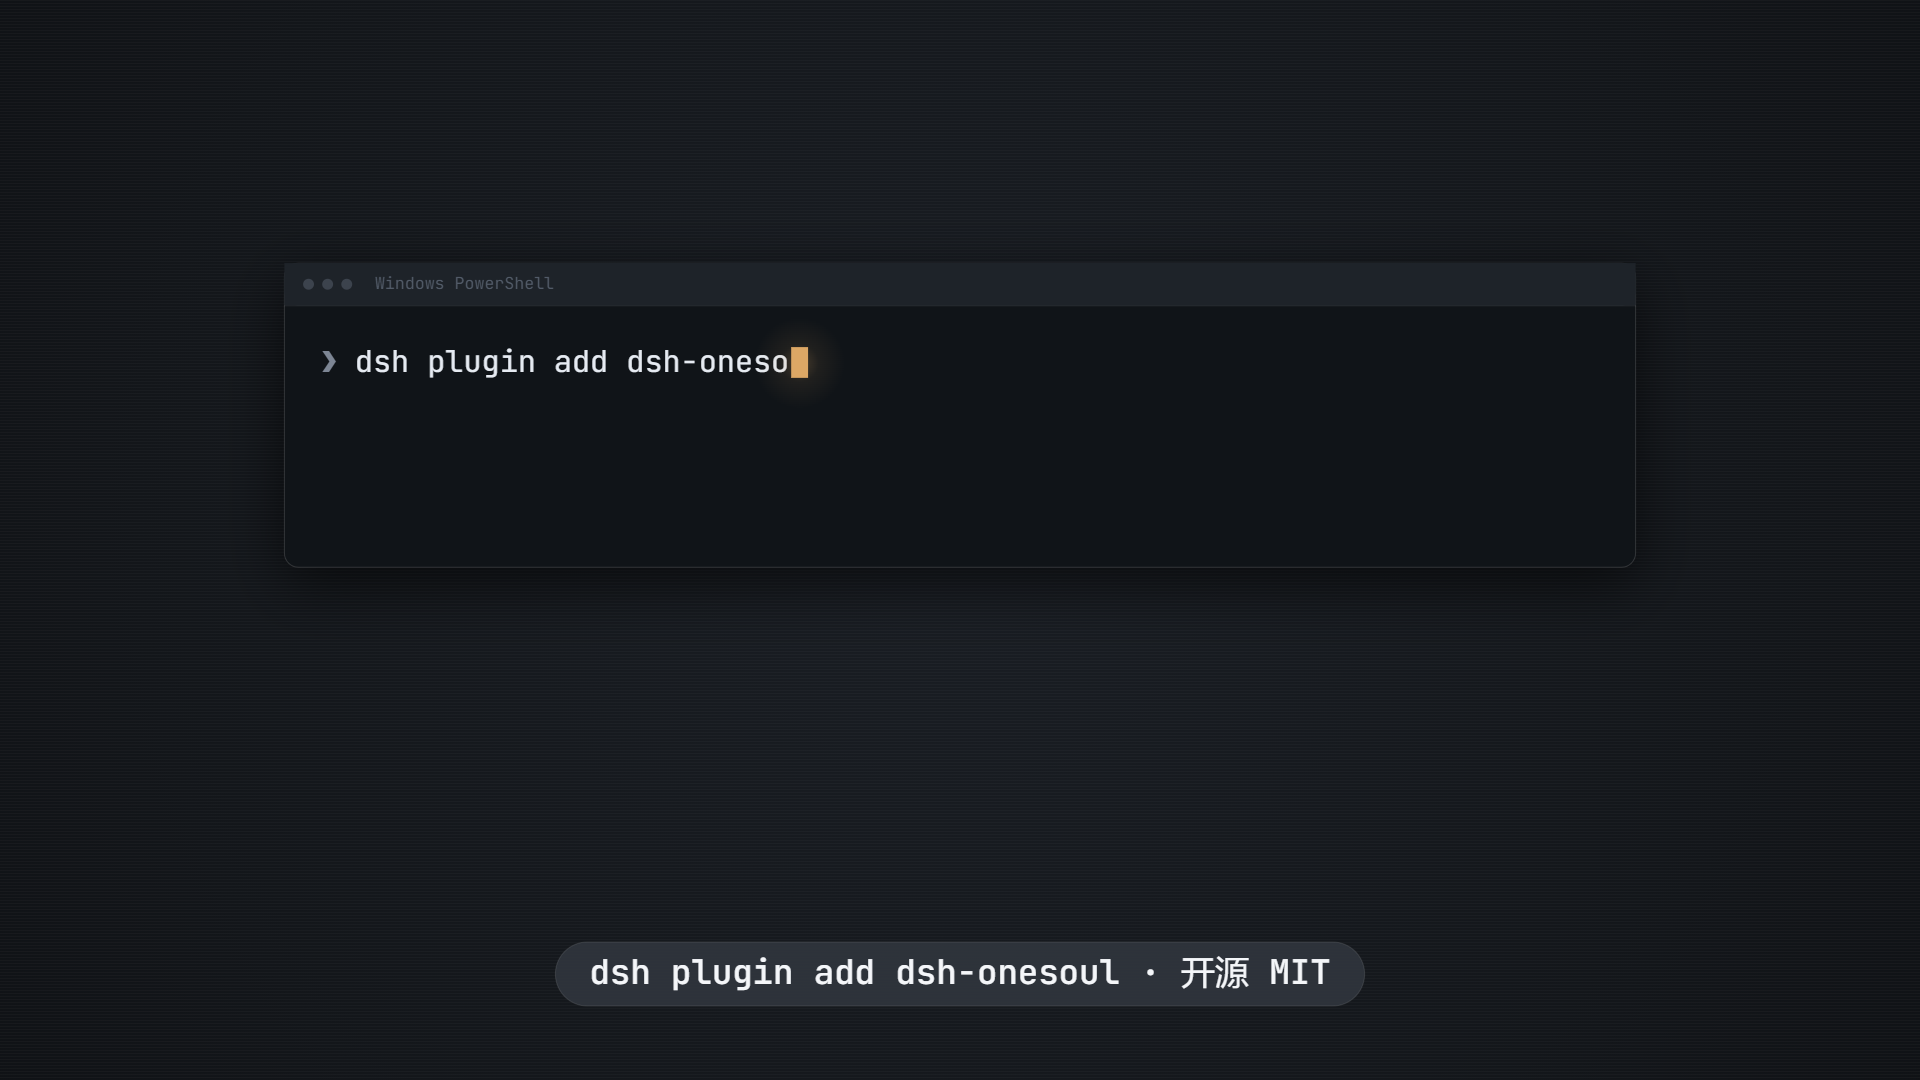 Windows PowerShell
❯ dsh plugin add dsh-oneso
dsh plugin add dsh-onesoul · 开源 MIT